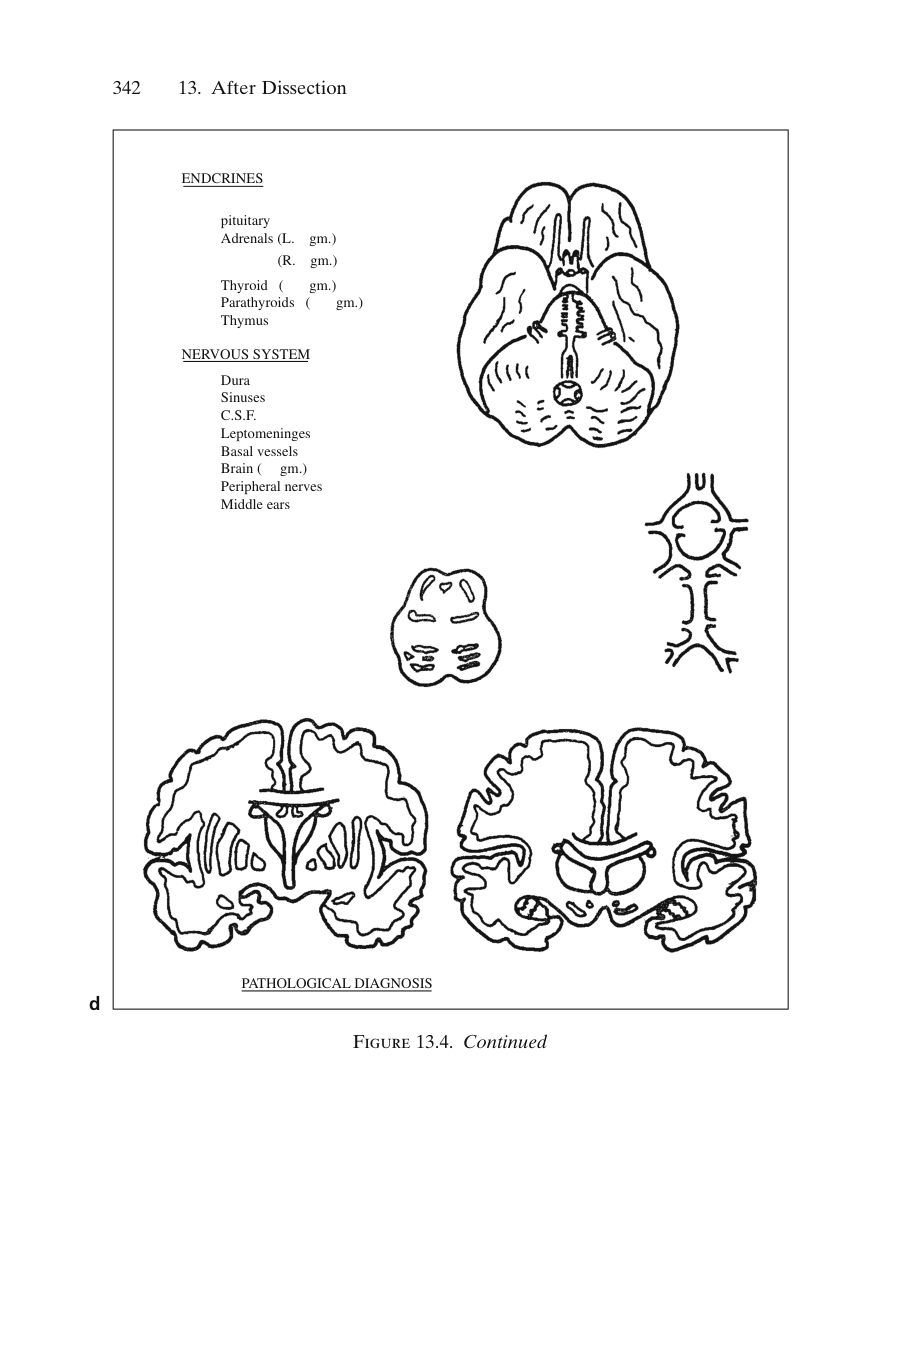 342 13. After Dissection
ENDCRINES
pituitary
Adrenals (L. gm.)
(R. gm.)
Thyroid ( gm.)
Parathyroids ( gm.)
Thymus
NERVOUS SYSTEM
Dura
Sinuses
C.S.F.
Leptomeninges
Basal vessels
Brain ( gm.)
Peripheral nerves
Middle ears
PATHOLOGICAL DIAGNOSIS
d
FIGURE 13.4. Continued